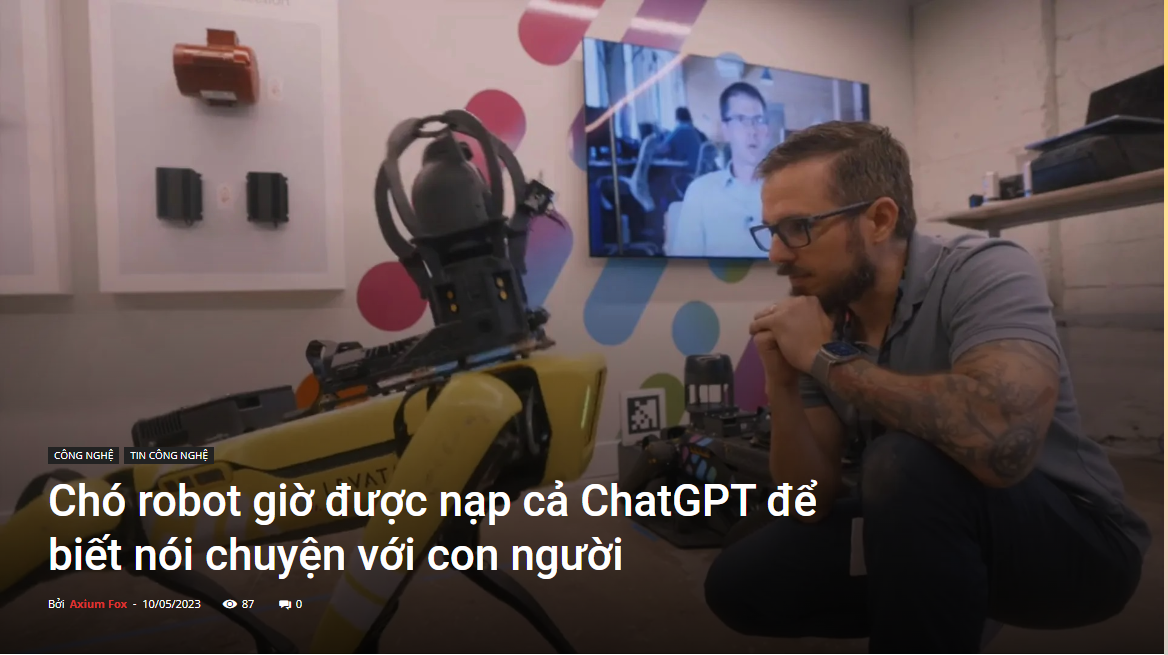 CÔNG NGHỆ TIN CÔNG NGHỆ
Chó robot giờ được nạp cả ChatGPT để
biết nói chuyện với con người
Bởi Axium Fox - 10/05/2023 87 0